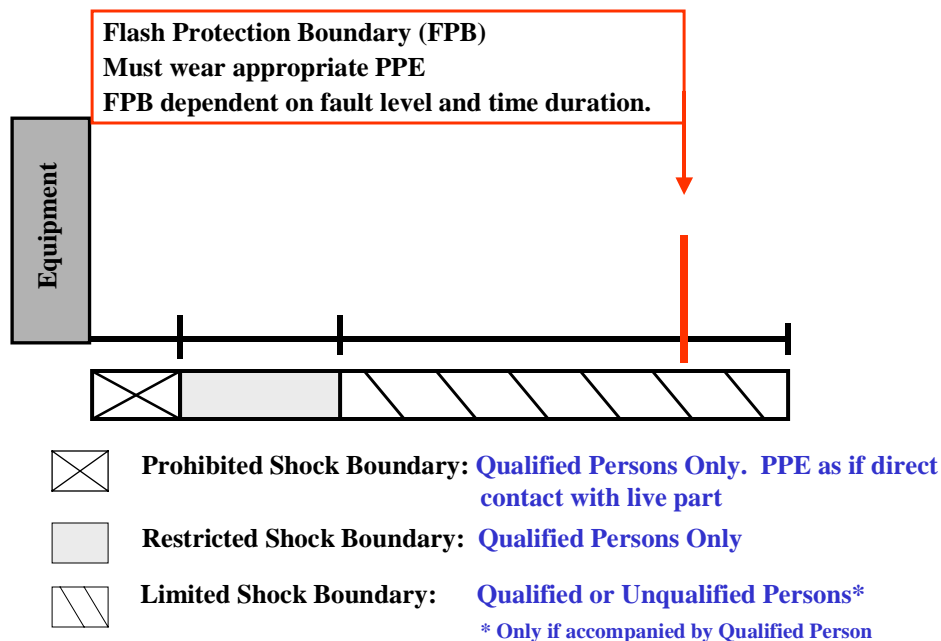 Flash Protection Boundary (FPB)
Must wear appropriate PPE
FPB dependent on fault level and time duration.
Equipment
Prohibited Shock Boundary: Qualified Persons Only. PPE as if direct
contact with live part
Restricted Shock Boundary: Qualified Persons Only
Limited Shock Boundary: Qualified or Unqualified Persons*
* Only if accompanied by Qualified Person